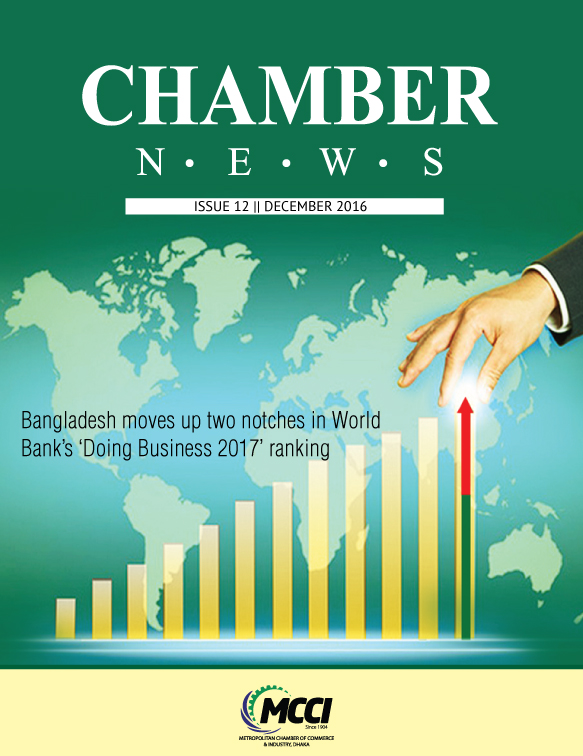 CHAMBER
N • E • W • S
ISSUE 12 || DECEMBER 2016
Bangladesh moves up two notches in World
Bank's ‘Doing Business 2017’ ranking
MCCI
Since 1904
METROPOLITAN CHAMBER OF COMMERCE
& INDUSTRY, DHAKA